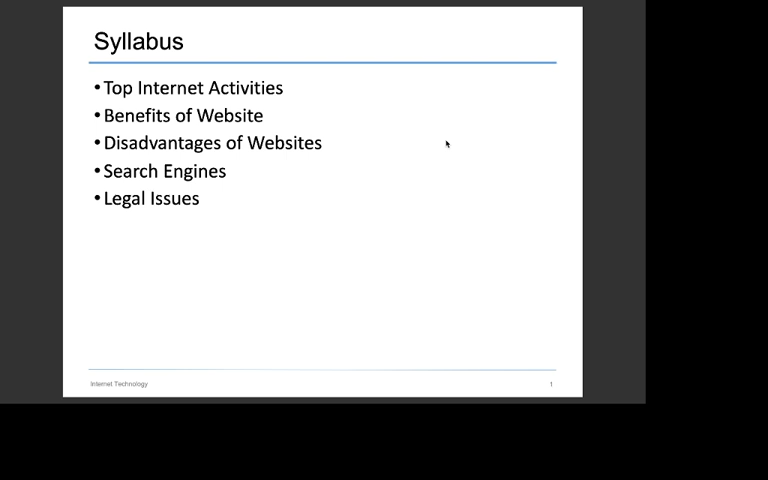 Syllabus
• Top Internet Activities
• Benefits of Website
• Disadvantages of Websites
• Search Engines
• Legal Issues
Internet Technology 1